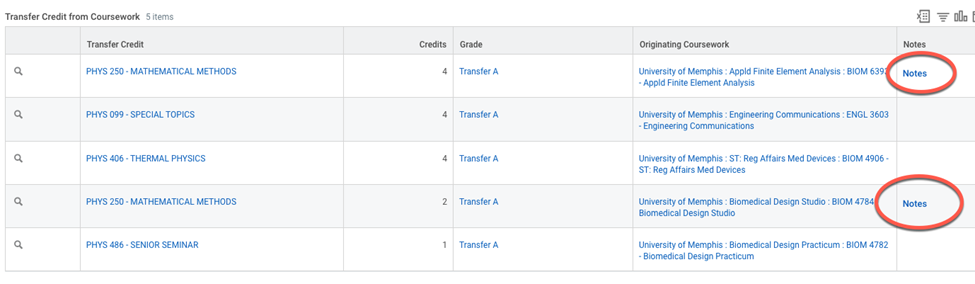 Transfer Credit from Coursework 5 items
Transfer Credit Credits Grade Originating Coursework Notes
PHYS 250 - MATHEMATICAL METHODS 4 Transfer A University of Memphis : Appld Finite Element Analysis : BIOM 6392 Notes
- Appld Finite Element Analysis
PHYS 099 - SPECIAL TOPICS 4 Transfer A University of Memphis : Engineering Communications : ENGL 3603
- Engineering Communications
PHYS 406 - THERMAL PHYSICS 4 Transfer A University of Memphis : ST: Reg Affairs Med Devices : BIOM 4906 -
ST: Reg Affairs Med Devices
PHYS 250 - MATHEMATICAL METHODS 2 Transfer A University of Memphis : Biomedical Design Studio : BIOM 4784 Notes
Biomedical Design Studio
PHYS 486 - SENIOR SEMINAR 1 Transfer A University of Memphis : Biomedical Design Practicum : BIOM 4782
- Biomedical Design Practicum